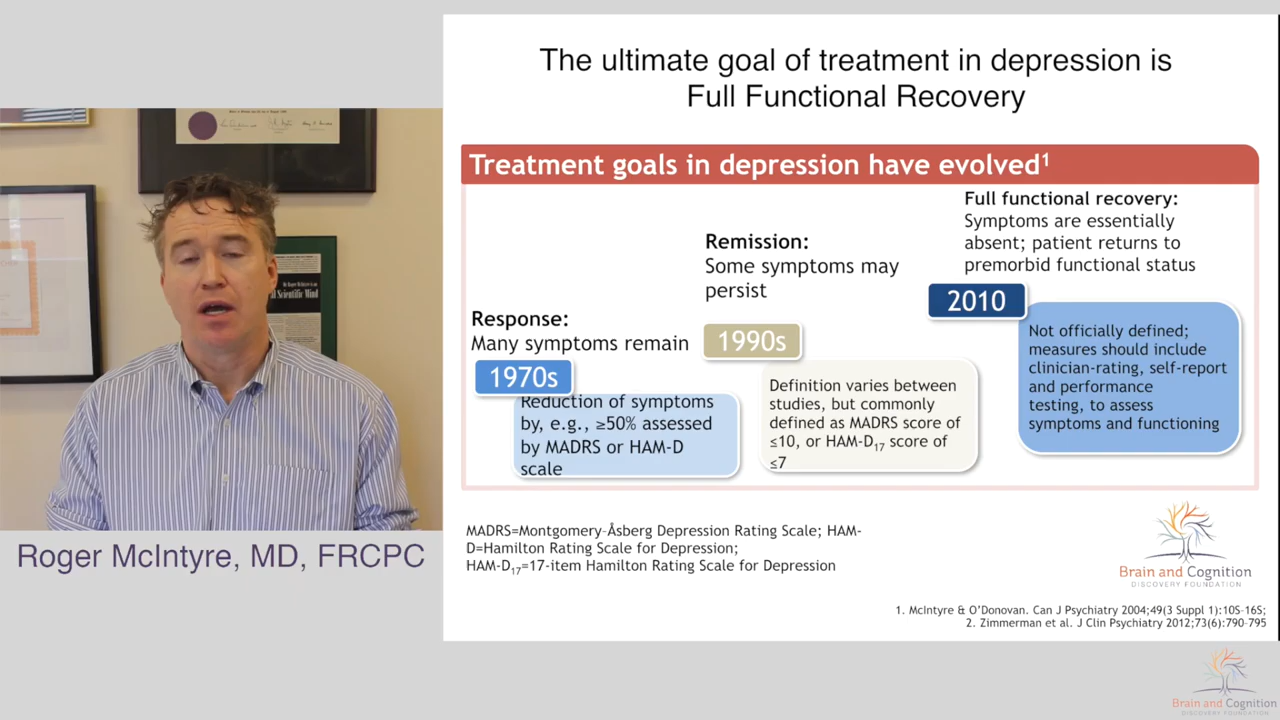 The ultimate goal of treatment in depression is
Full Functional Recovery
Treatment goals in depression have evolved1
Full functional recovery:
Symptoms are essentially
absent; patient returns to
premorbid functional status
Remission:
Some symptoms may
persist
2010
Response:
Many symptoms remain
1990s
Not officially defined;
measures should include
clinician-rating, self-report
and performance
testing, to assess
symptoms and functioning
1970s
Reduction of symptoms
by, e.g., ≥50% assessed
by MADRS or HAM-D
scale
Definition varies between
studies, but commonly
defined as MADRS score of
≤10, or HAM-D17 score of
≤7
MADRS=Montgomery–Åsberg Depression Rating Scale; HAM-
D=Hamilton Rating Scale for Depression;
HAM-D17=17-item Hamilton Rating Scale for Depression
Brain and Cognition
DISCOVERY FOUNDATION
1. McIntyre & O’Donovan. Can J Psychiatry 2004;49(3 Suppl 1):10S–16S;
2. Zimmerman et al. J Clin Psychiatry 2012;73(6):790–795
Roger McIntyre, MD, FRCPC
Scientific Mind
Brain and Cognition
DISCOVERY FOUNDATION